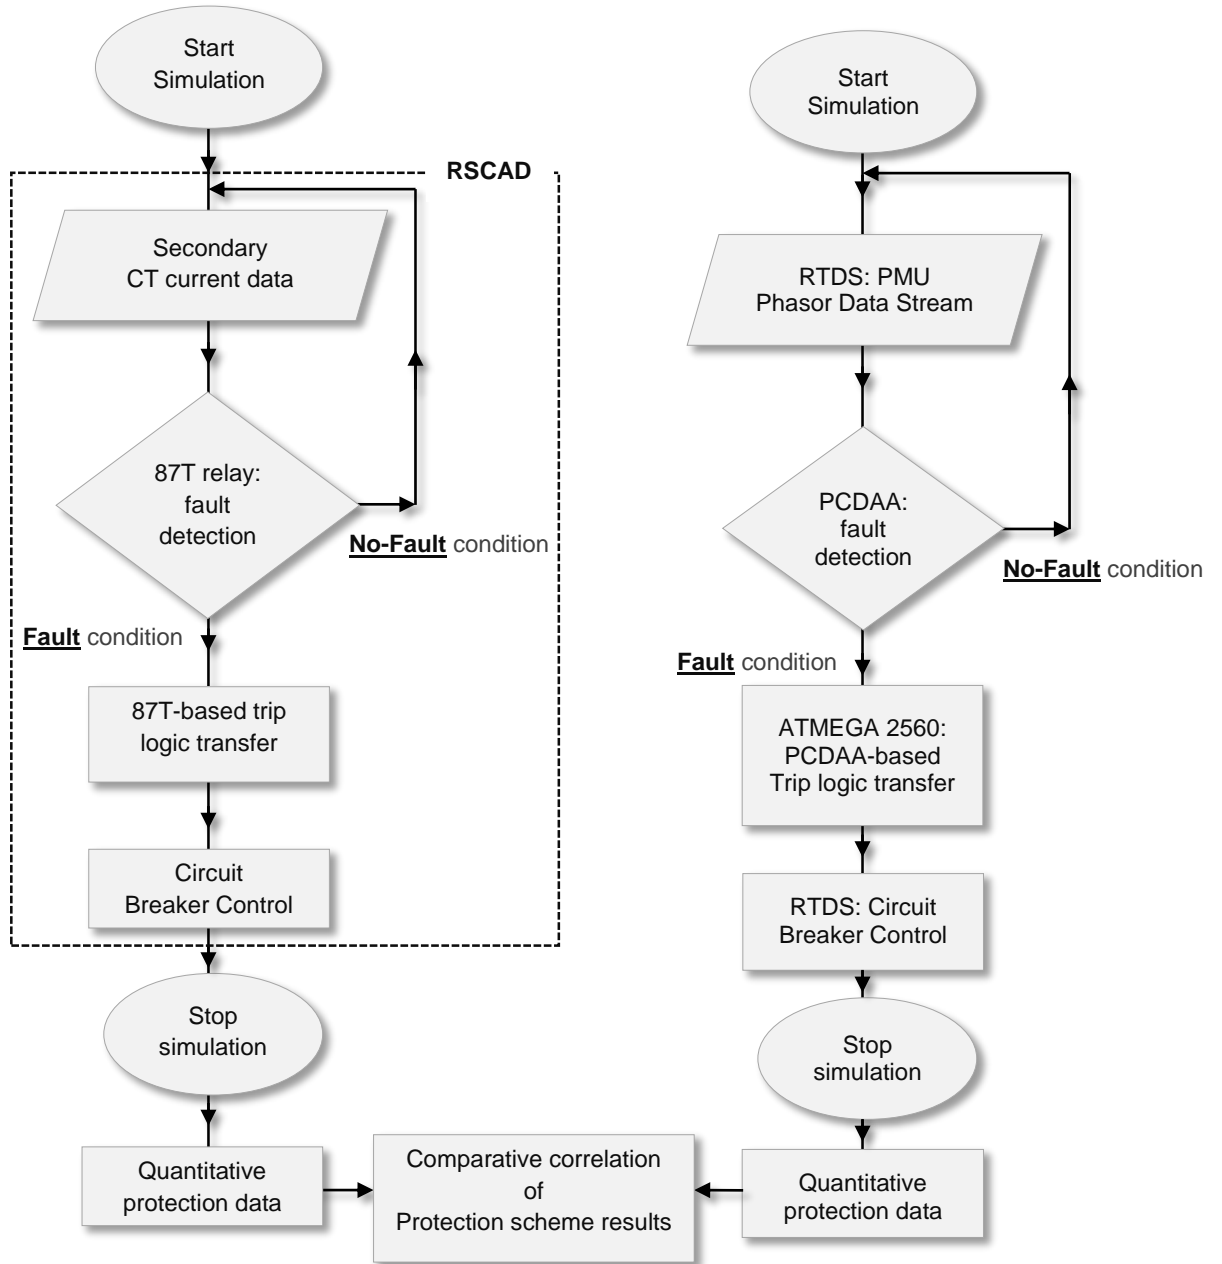 Start
Simulation
RSCAD
Secondary
CT current data
87T relay:
fault
detection
No-Fault condition
Fault condition
87T-based trip
logic transfer
Circuit
Breaker Control
Stop
simulation
Quantitative
protection data
Start
Simulation
RTDS: PMU
Phasor Data Stream
PCDAA:
fault
detection
No-Fault condition
Fault condition
ATMEGA 2560:
PCDAA-based
Trip logic transfer
RTDS: Circuit
Breaker Control
Stop
simulation
Quantitative
protection data
Comparative correlation
of
Protection scheme results